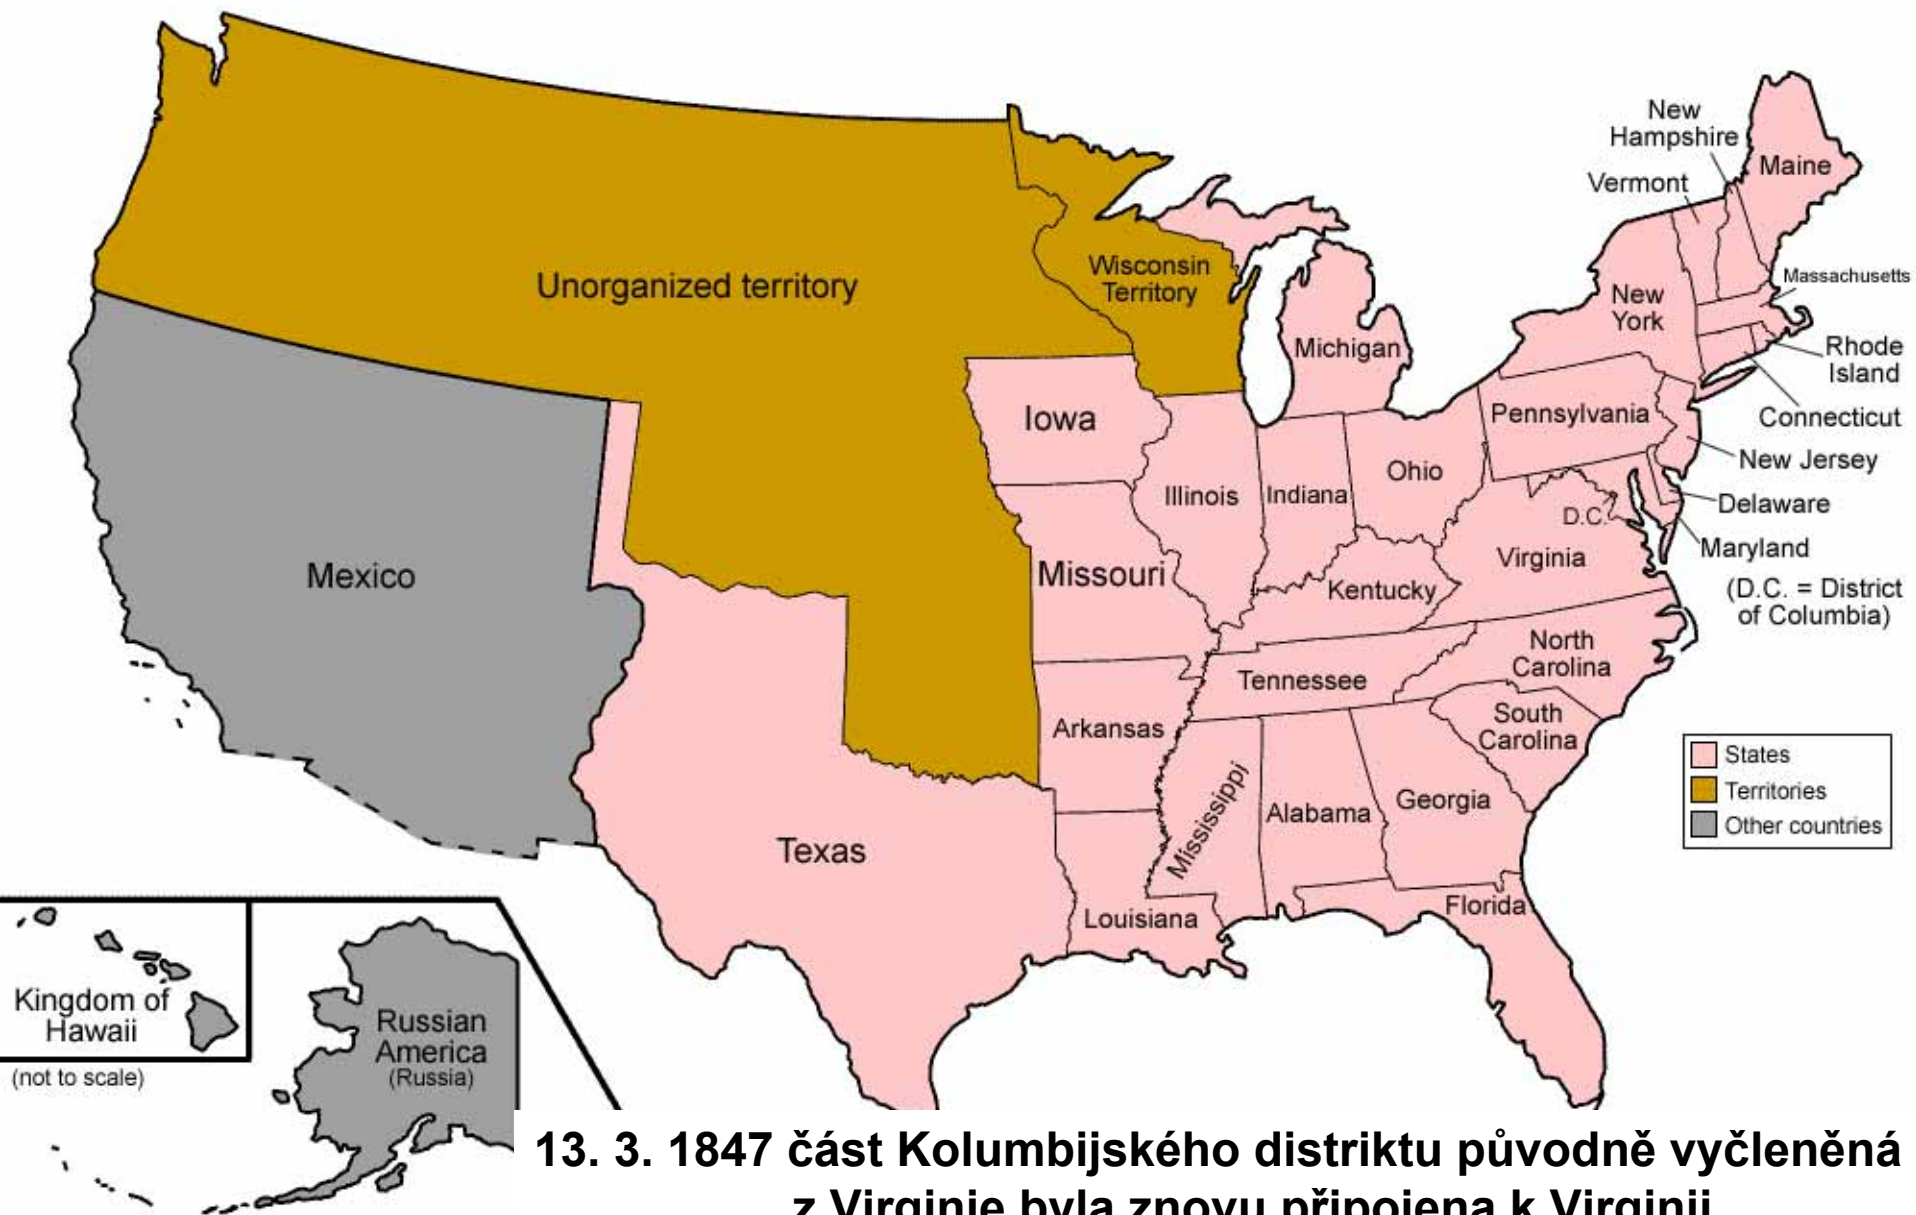 New
Hampshire
Maine
Vermont
Massachusetts
New
York
Rhode
Island
Connecticut
New Jersey
Delaware
Maryland
(D.C. = District
of Columbia)
Unorganized territory
Wisconsin
Territory
Michigan
Iowa
Pennsylvania
Ohio
Illinois
Indiana
D.C.
Virginia
Mexico
Missouri
Kentucky
North
Carolina
Tennessee
South
Carolina
Arkansas
Mississippi
Alabama
Georgia
Texas
Louisiana
Florida
States
Territories
Other countries
Kingdom of
Hawaii
(not to scale)
Russian
America
(Russia)
13. 3. 1847 část Kolumbijského distriktu původně vyčleněná
z Virginie byla znovu připojena k Virginii